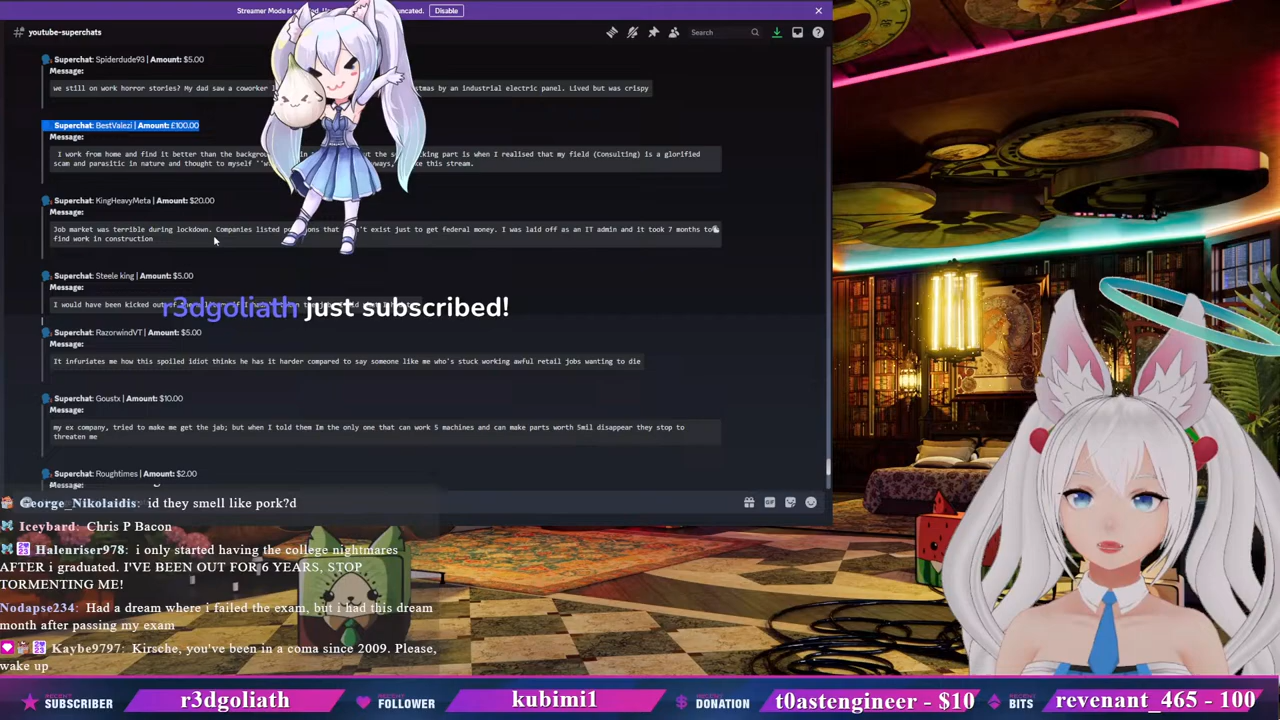 Streamer Mode is
uncated.
Disable
youtube-superchats
Search
Superchat: Spiderdude93 | Amount: $5.00
Message:
we still on work horror stories? My dad saw a coworker
mas by an industrial electric panel. Lived but was crispy
Superchat: BestValezi | Amount: £100.00
Message:
I work from home and find it better than the
is when I realised that my field (Consulting) is a glorified
scam and parasitic in nature and thought to myself
this stream.
Superchat: KingHeavyMeta | Amount: $20.00
Message:
Job market was terrible during lockdown. Companies listed
exist just to get federal money. I was laid off as an IT admin and it took 7 months to
find work in construction
Superchat: Steele king | Amount: $5.00
Message:
I would have been kicked
r3dgoliath just subscribed!
Superchat: RazorwindVT | Amount: $5.00
Message:
It infuriates me how this spoiled idiot thinks he has it harder compared to say someone like me who's stuck working awful retail jobs wanting to die
Superchat: Goustx | Amount: $10.00
Message:
my ex company, tried to make me get the jab; but when I told them Im the only one that can work 5 machines and can make parts worth 5mil disappear they stop to
threaten me
Superchat: Roughtimes | Amount: $2.00
Message:
George_Nikolaidis: id they smell like pork?d
Iceybard: Chris P Bacon
Halenriser978: i only started having the college nightmares
AFTER i graduated. I'VE BEEN OUT FOR 6 YEARS, STOP
TORMENTING ME!
Nodapse234: Had a dream where i failed the exam, but i had this dream
month after passing my exam
Kaybe9797: Kirsche, you've been in a coma since 2009. Please,
wake up
RECENT SUBSCRIBER r3dgoliath
RECENT FOLLOWER kubimi1
RECENT DONATION t0astengineer - $10
RECENT BITS revenant_465 - 100